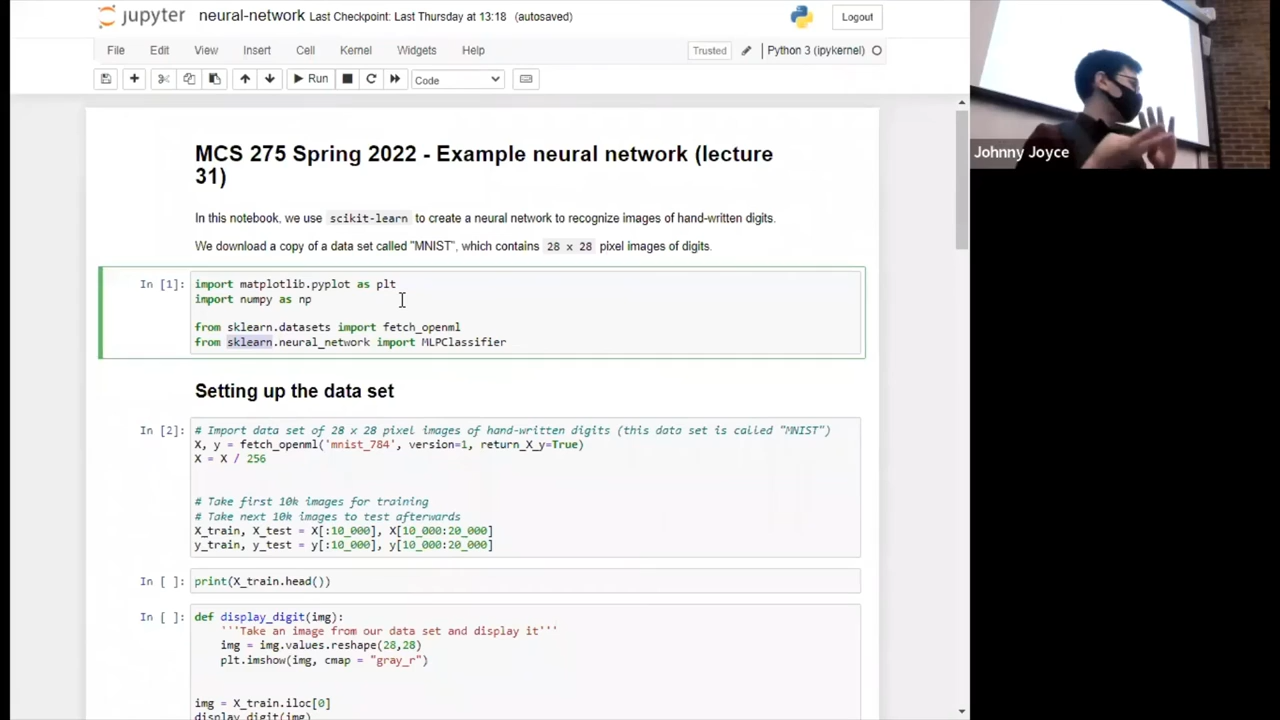 jupyter neural-network Last Checkpoint: Last Thursday at 13:18 (autosaved)
Logout
File Edit View Insert Cell Kernel Widgets Help
Trusted Python 3 (ipykernel)
Run Code
Johnny Joyce
MCS 275 Spring 2022 - Example neural network (lecture
31)
In this notebook, we use scikit-learn to create a neural network to recognize images of hand-written digits.
We download a copy of a data set called "MNIST", which contains 28 x 28 pixel images of digits.
In [1]: import matplotlib.pyplot as plt
import numpy as np
from sklearn.datasets import fetch_openml
from sklearn.neural_network import MLPClassifier
Setting up the data set
In [2]: # Import data set of 28 x 28 pixel images of hand-written digits (this data set is called "MNIST")
X, y = fetch_openml('mnist_784', version=1, return_X_y=True)
X = X / 256
# Take first 10k images for training
# Take next 10k images to test afterwards
X_train, X_test = X[:10_000], X[10_000:20_000]
y_train, y_test = y[:10_000], y[10_000:20_000]
In [ ]: print(X_train.head())
In [ ]: def display_digit(img):
'''Take an image from our data set and display it'''
img = img.values.reshape(28,28)
plt.imshow(img, cmap = "gray_r")
img = X_train.iloc[0]
display_digit(img)